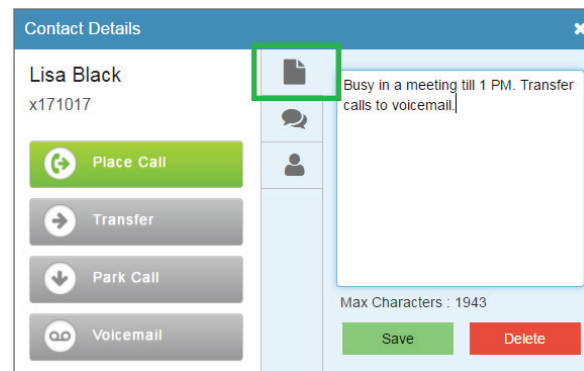 Contact Details
Lisa Black
x171017
Place Call
Transfer
Park Call
Voicemail
Busy in a meeting till 1 PM. Transfer
calls to voicemail.
Max Characters : 1943
Save
Delete